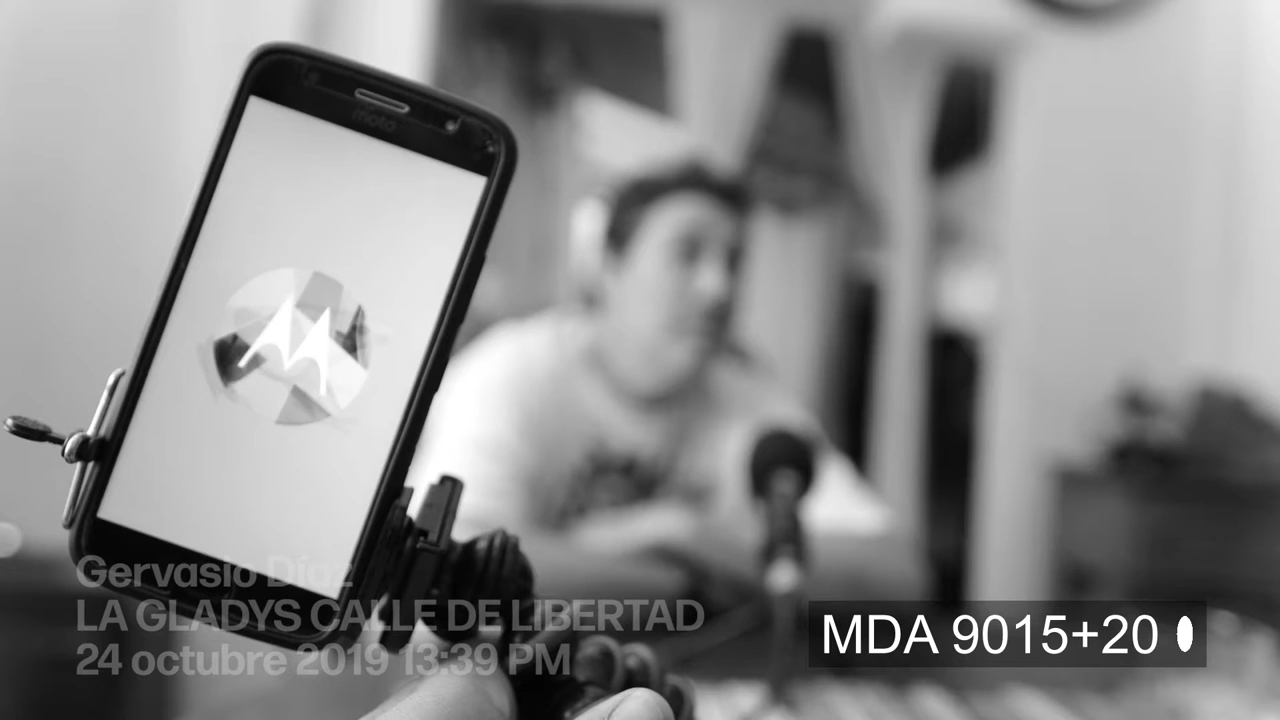 moto
Gervasio Díaz
LA GLADYS CALLE DE LIBERTAD
24 octubre 2019 13:39 PM
MDA 9015+20